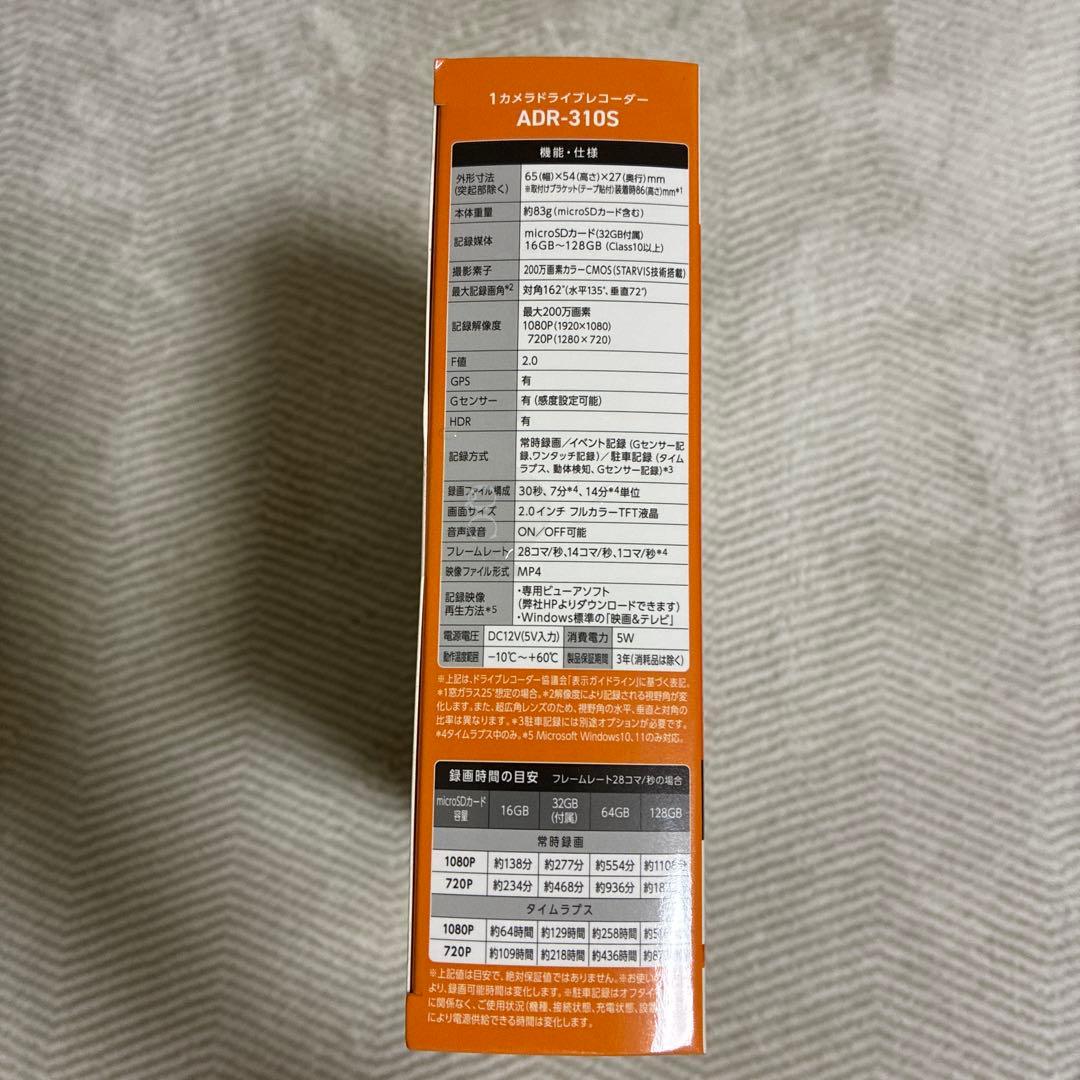 1カメラドライブレコーダー
ADR-310S
機能・仕様
外形寸法
(突起部除く)
65(幅)×54(高さ)×27(奥行)mm
※取付けブラケット(テープ貼付)装着時86(高さ)mm*1
本体重量 約83g(microSDカード含む)
記録媒体
microSDカード(32GB付属)
16GB～128GB (Class10以上)
撮影素子 200万画素カラーCMOS(STARVIS技術搭載)
最大記録画角*2 対角162°(水平135°、垂直72°)
記録解像度
最大200万画素
1080P(1920×1080)
720P(1280×720)
F値 2.0
GPS 有
Gセンサー 有(感度設定可能)
HDR 有
記録方式
常時録画/イベント記録(Gセンサー記
録、ワンタッチ記録)/駐車記録(タイム
ラプス、動体検知、Gセンサー記録)*3
録画ファイル構成 30秒、7分*4、14分*4単位
画面サイズ 2.0インチ フルカラーTFT液晶
音声録音 ON/OFF可能
フレームレート 28コマ/秒、14コマ/秒、1コマ/秒*4
映像ファイル形式 MP4
記録映像
再生方法*5
・専用ビューアソフト
(弊社HPよりダウンロードできます)
・Windows標準の「映画&テレビ」
電源電圧 DC12V(5V入力) 消費電力 5W
動作温度範囲 −10℃～+60℃ 製品保証期間 3年(消耗品は除く)
※上記は、ドライブレコーダー協議会「表示ガイドライン」に基づく表記。
*1窓ガラス25°想定の場合。*2解像度により記録される視野角が変
化します。また、超広角レンズのため、視野角の水平、垂直と対角の
比率は異なります。*3駐車記録には別途オプションが必要です。
*4タイムラプス中のみ。*5 Microsoft Windows10、11のみ対応。
録画時間の目安 フレームレート28コマ/秒の場合
microSDカード
容量
16GB 32GB
(付属)
64GB 128GB
常時録画
1080P 約138分 約277分 約554分 約110
720P 約234分 約468分 約936分 約18
タイムラプス
1080P 約64時間 約129時間 約258時間 約5
720P 約109時間 約218時間 約436時間 約8
※上記値は目安で、絶対保証値ではありません。※お使い
より、録画可能時間は変化します。※駐車記録はオフタイ
に関係なく、ご使用状況(機種、接続状態、充電状態、設
により電源供給できる時間は変化します。